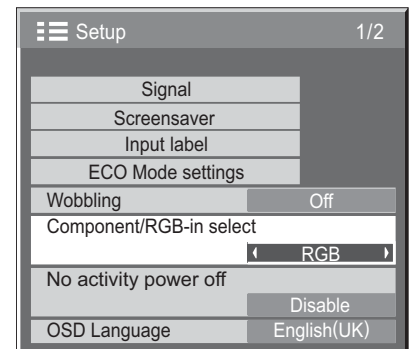 Setup 1/2
Signal
Screensaver
Input label
ECO Mode settings
Wobbling Off
Component/RGB-in select
RGB
No activity power off
Disable
OSD Language English(UK)